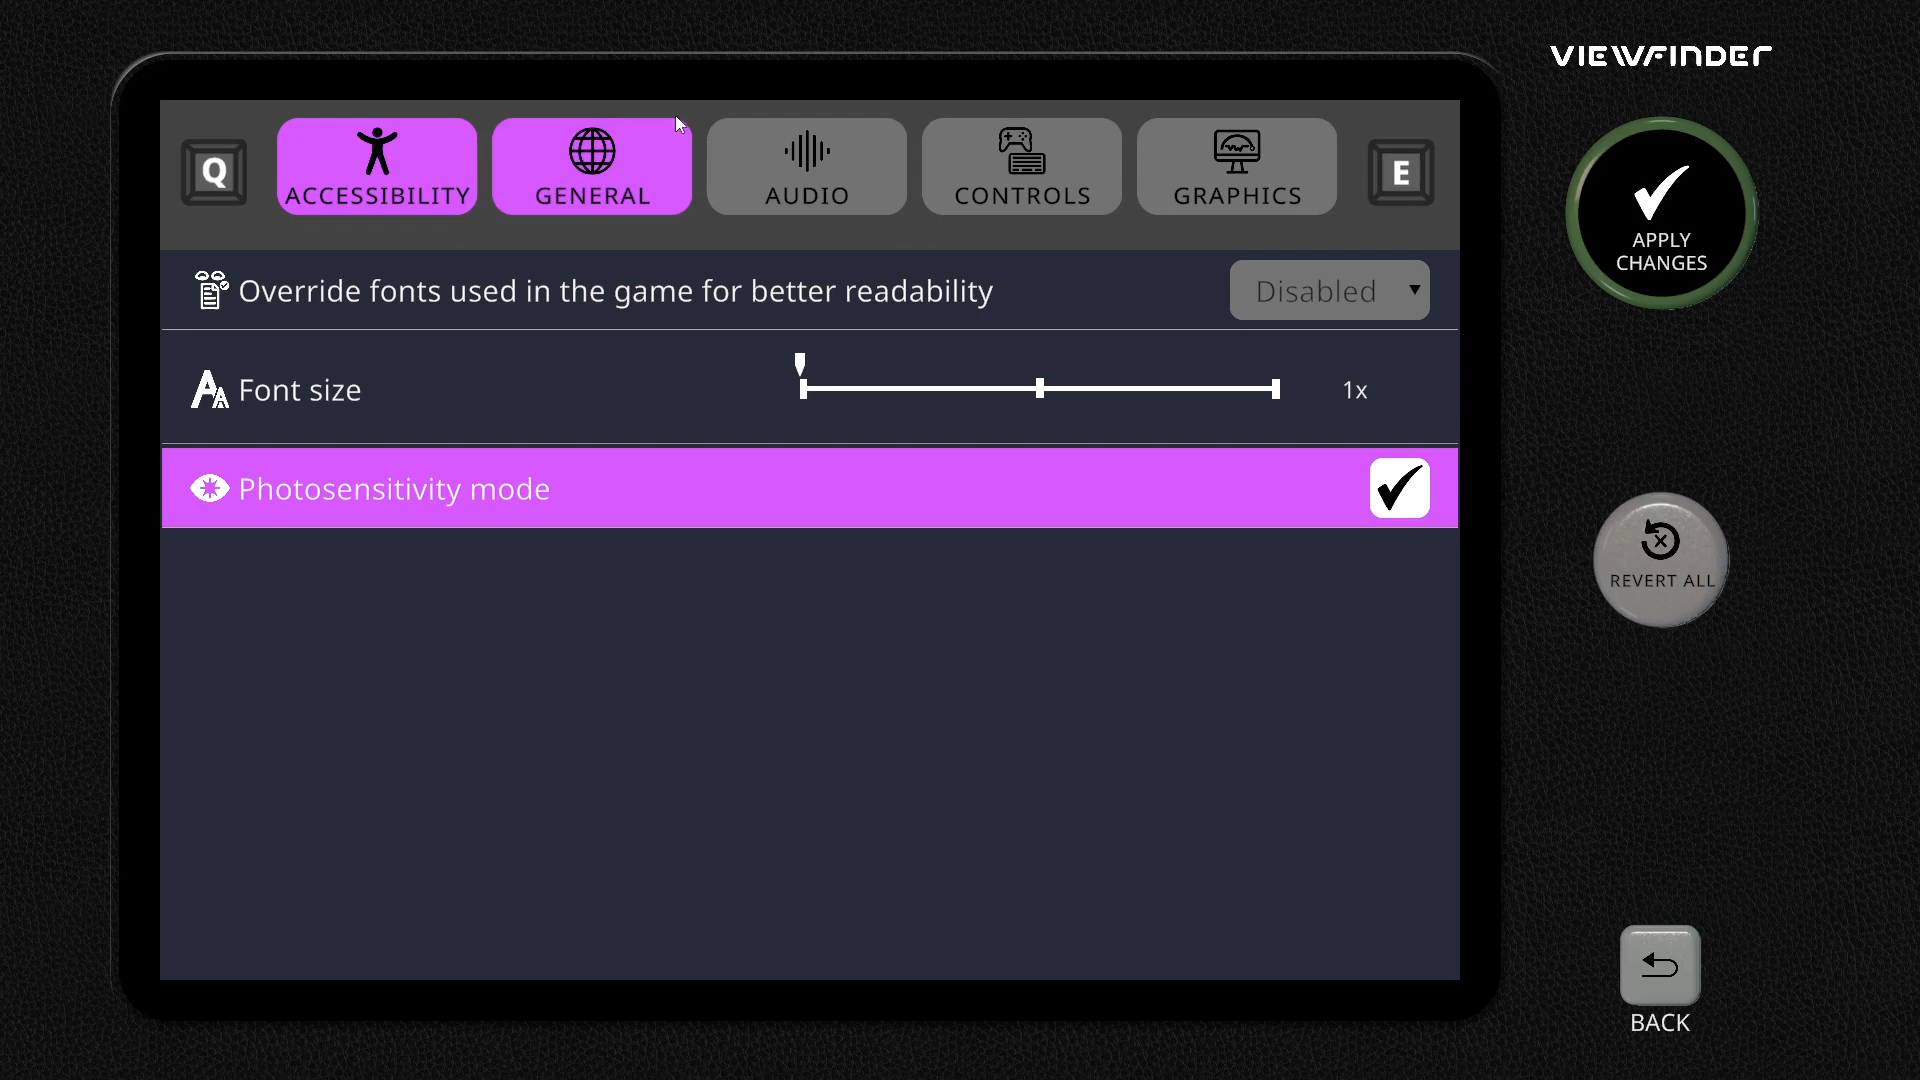 VIEWFINDER
Q
ACCESSIBILITY
GENERAL
AUDIO
CONTROLS
GRAPHICS
E
APPLY
CHANGES
Override fonts used in the game for better readability
Disabled
Font size
1x
Photosensitivity mode
REVERT ALL
BACK